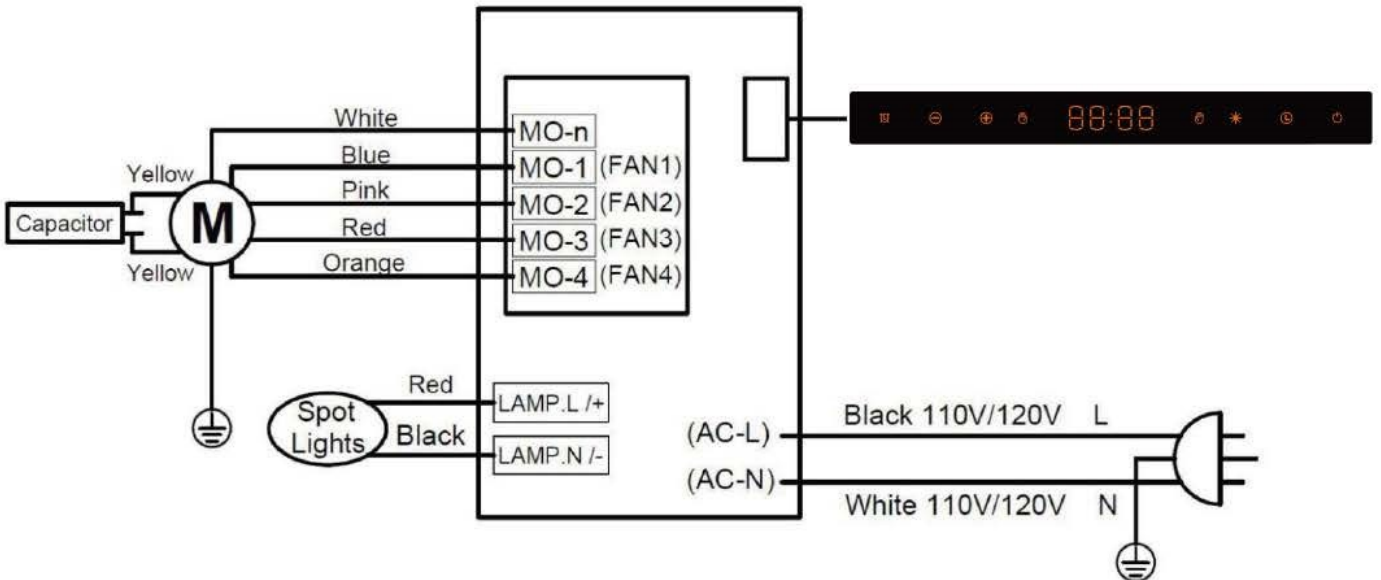 White
MO-n
Blue
MO-1 (FAN1)
Yellow
Pink
MO-2 (FAN2)
Capacitor
M
Red
MO-3 (FAN3)
Yellow
Orange
MO-4 (FAN4)
88:88
Red
LAMP.L /+
Spot
Lights
Black
LAMP.N /-
(AC-L)
Black 110V/120V L
(AC-N)
White 110V/120V N